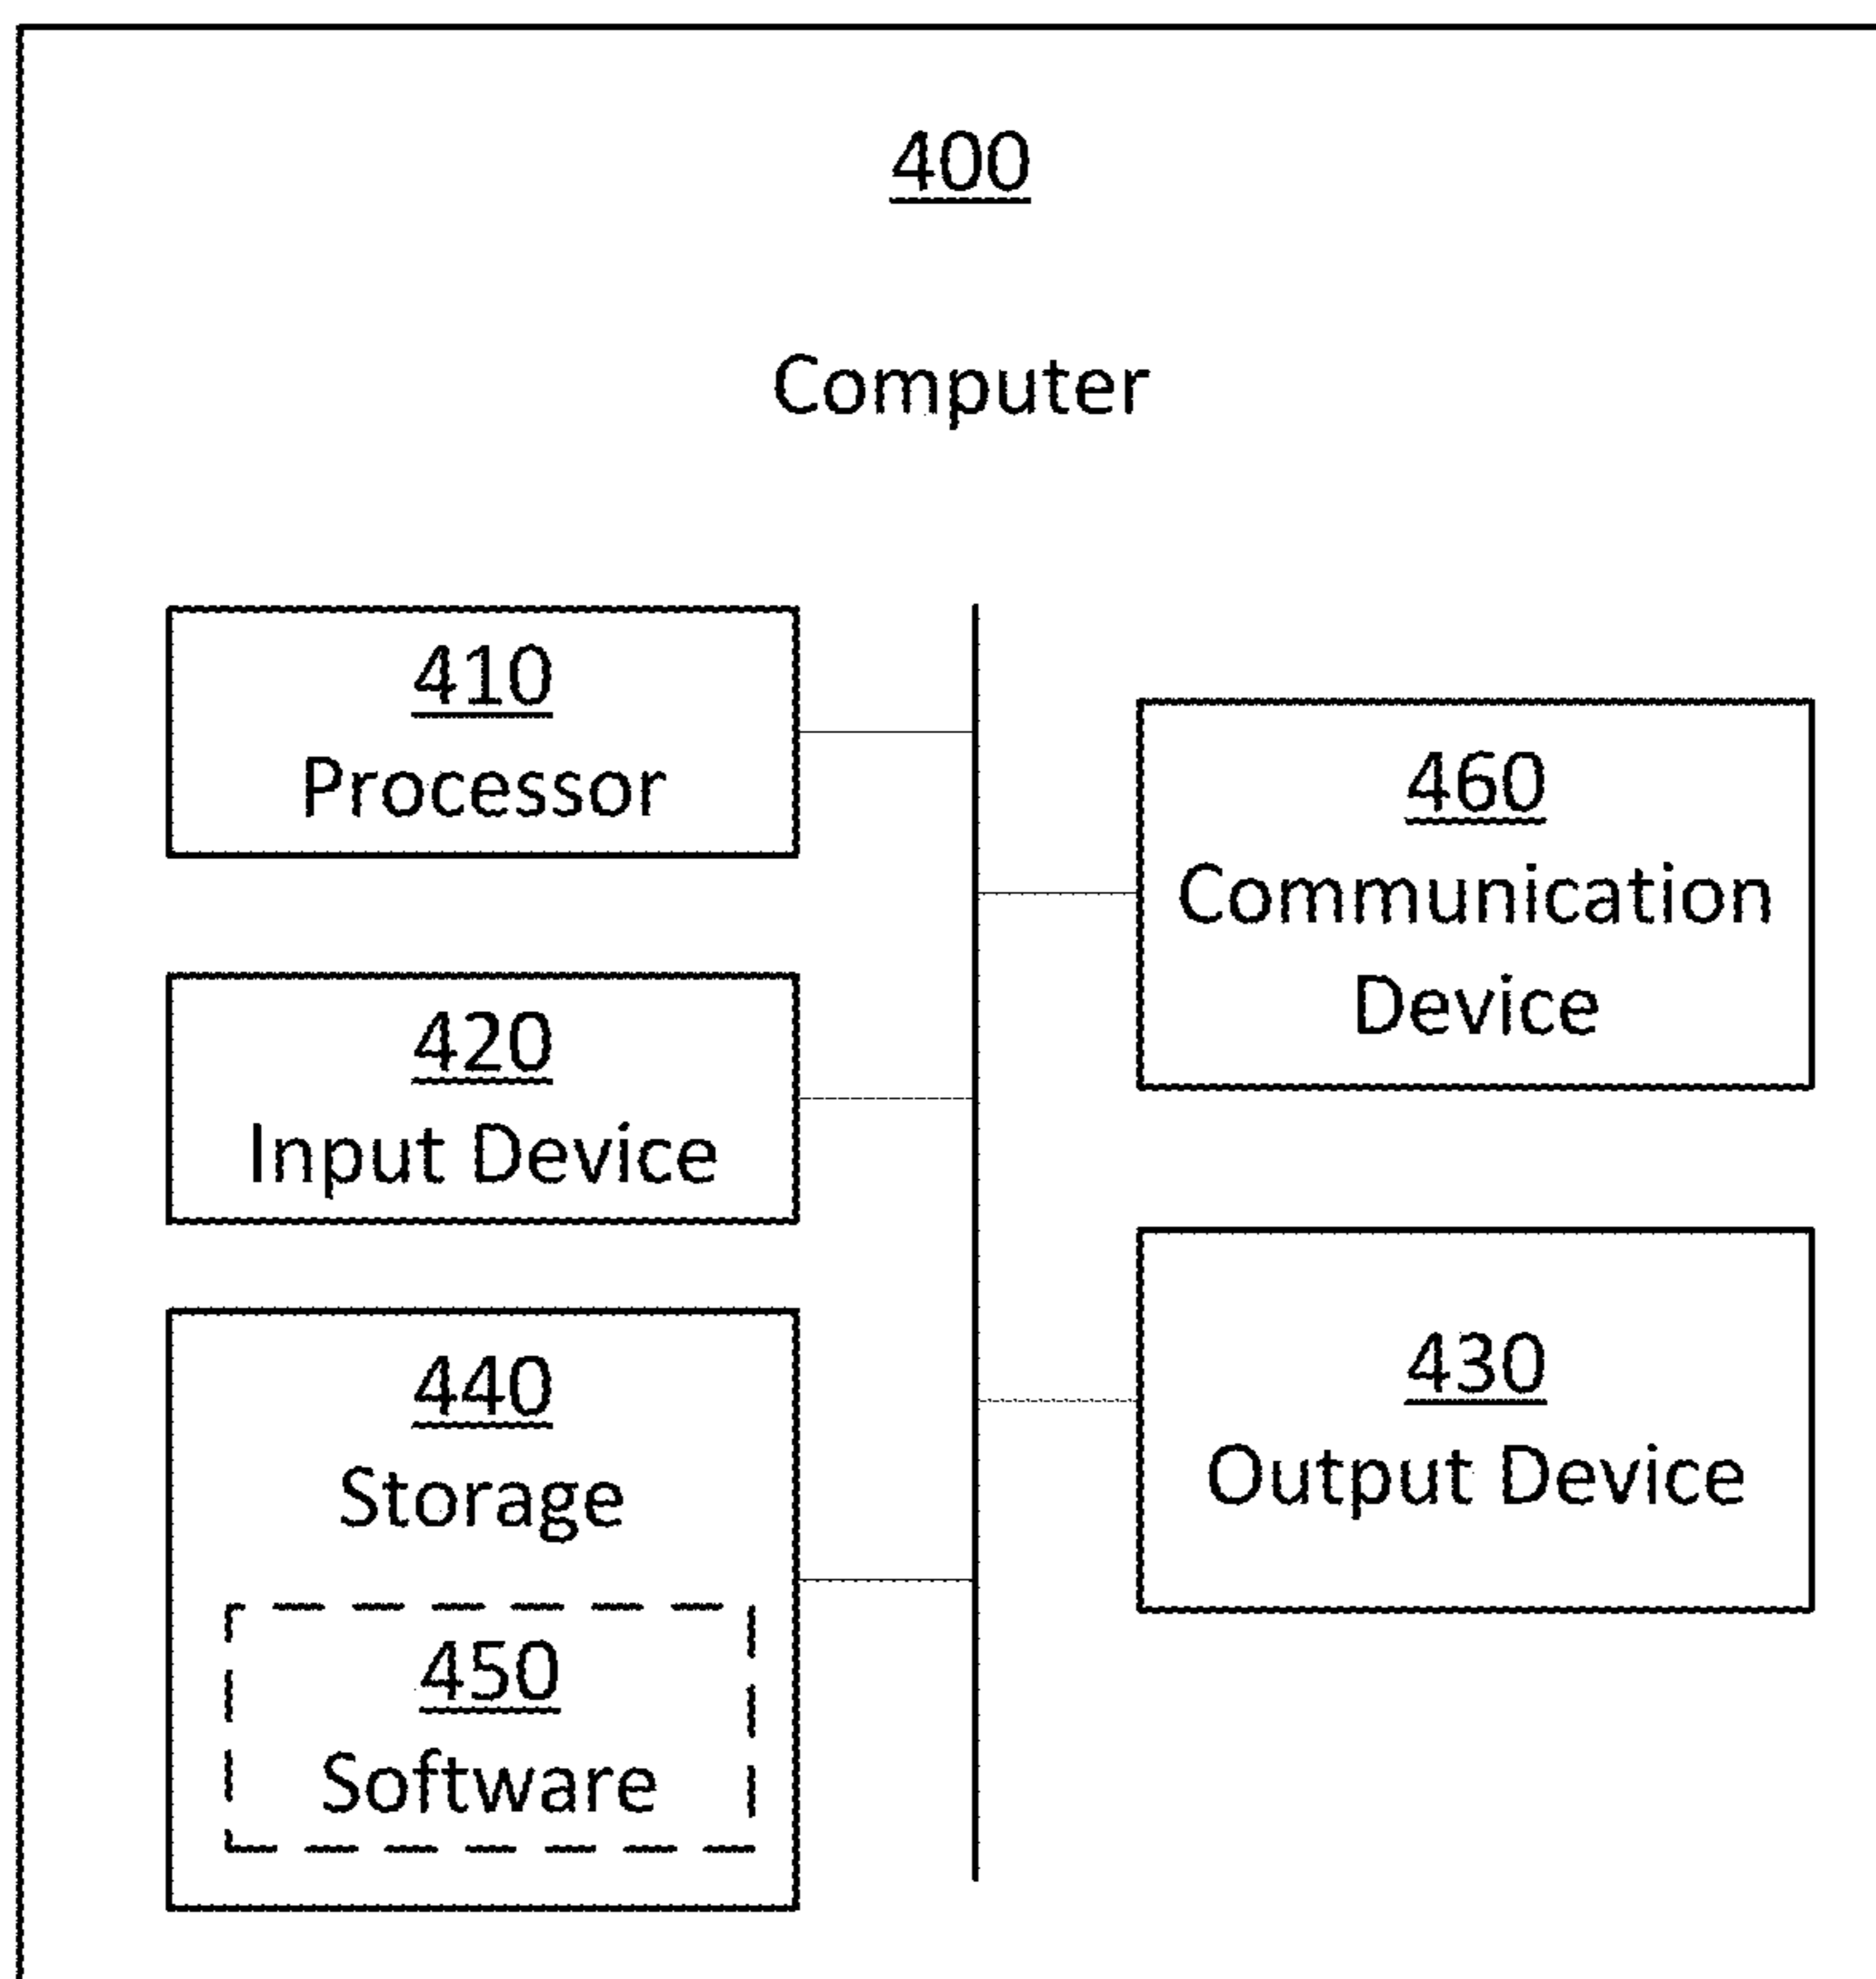 400
Computer
410
Processor
420
Input Device
440
Storage
450
Software
460
Communication
Device
430
Output Device